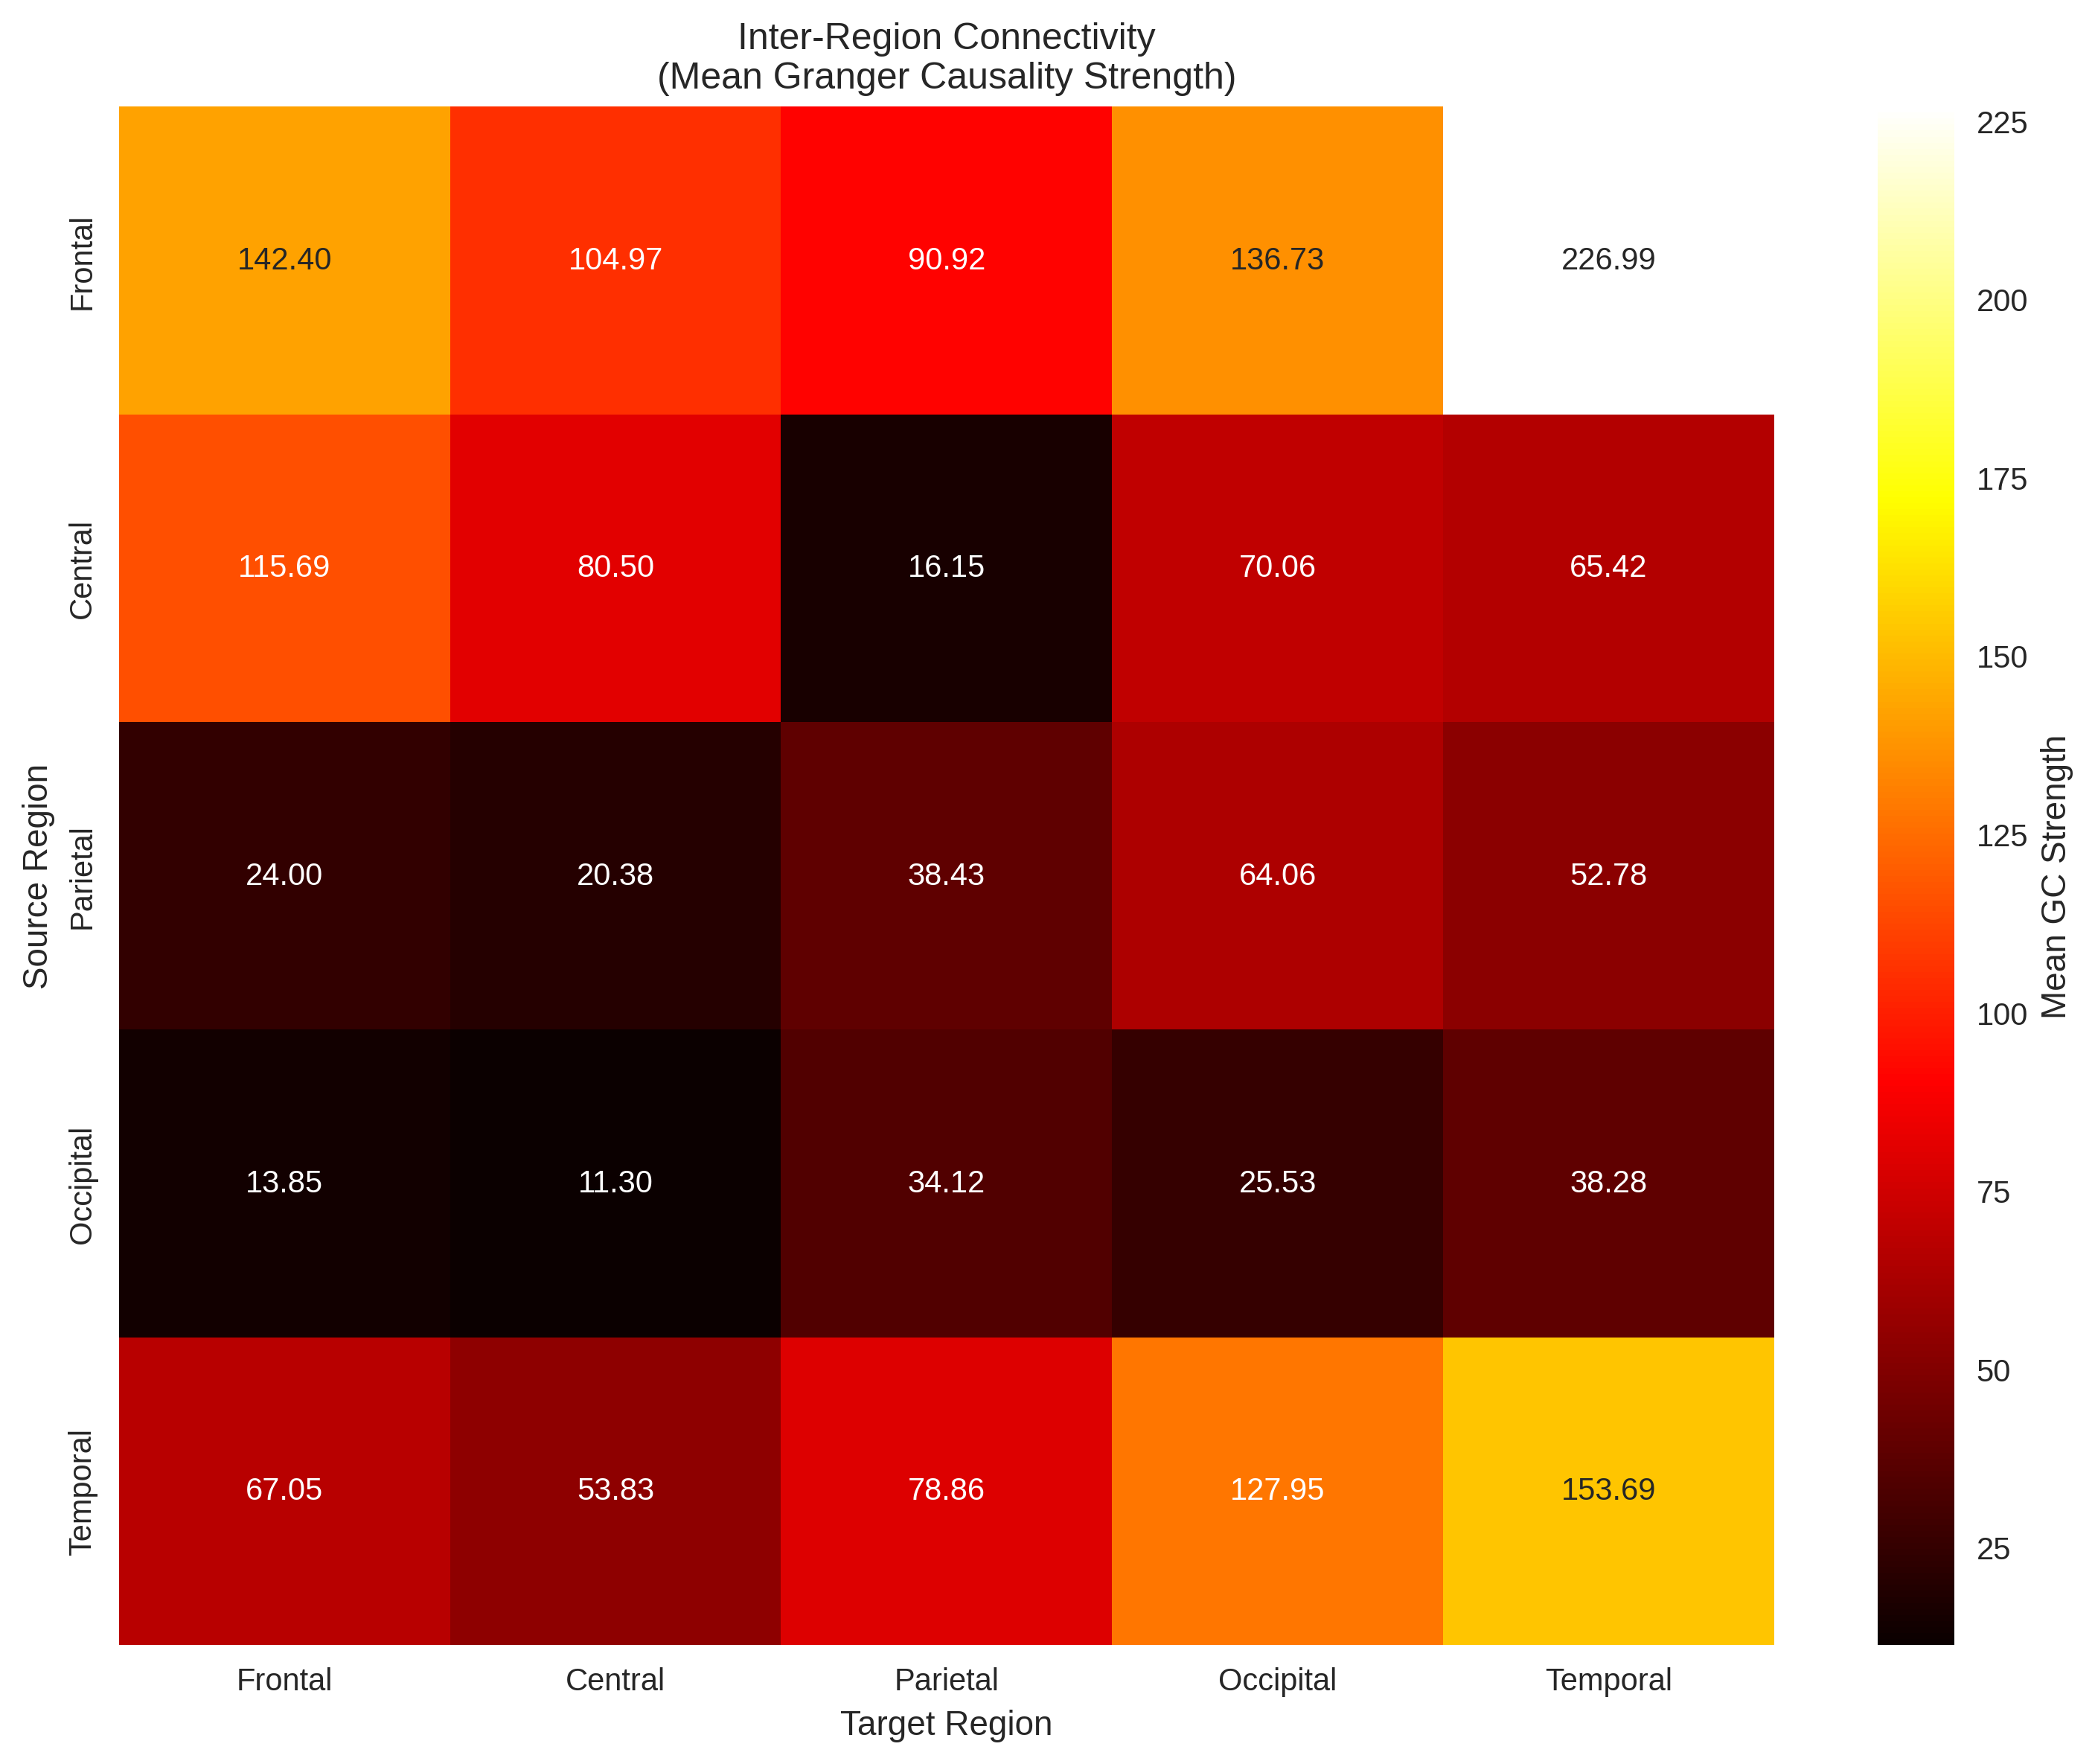 Inter-Region Connectivity
(Mean Granger Causality Strength)
Source Region
Frontal
142.40 104.97 90.92 136.73 226.99
Central
115.69 80.50 16.15 70.06 65.42
Parietal
24.00 20.38 38.43 64.06 52.78
Occipital
13.85 11.30 34.12 25.53 38.28
Temporal
67.05 53.83 78.86 127.95 153.69
Frontal Central Parietal Occipital Temporal
Target Region
225
200
175
150
125
100
75
50
25
Mean GC Strength